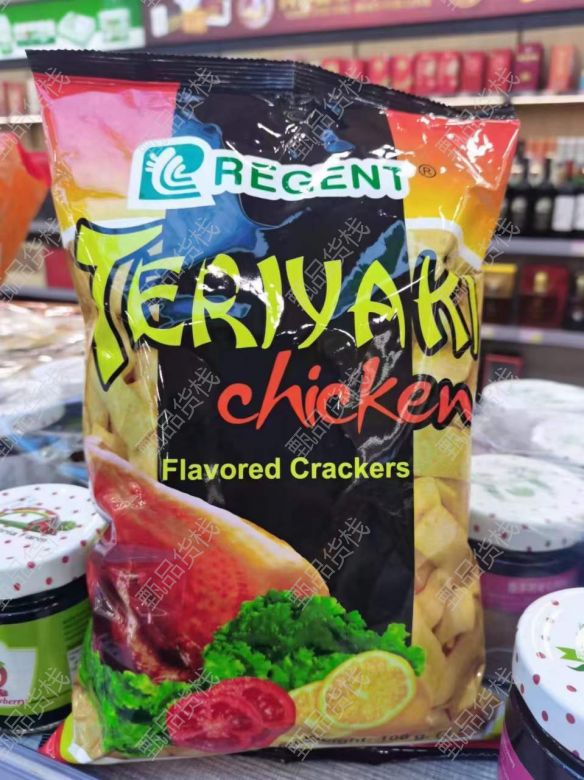 REGENT®
TERIYAKI
chicken
Flavored Crackers
甄品货栈